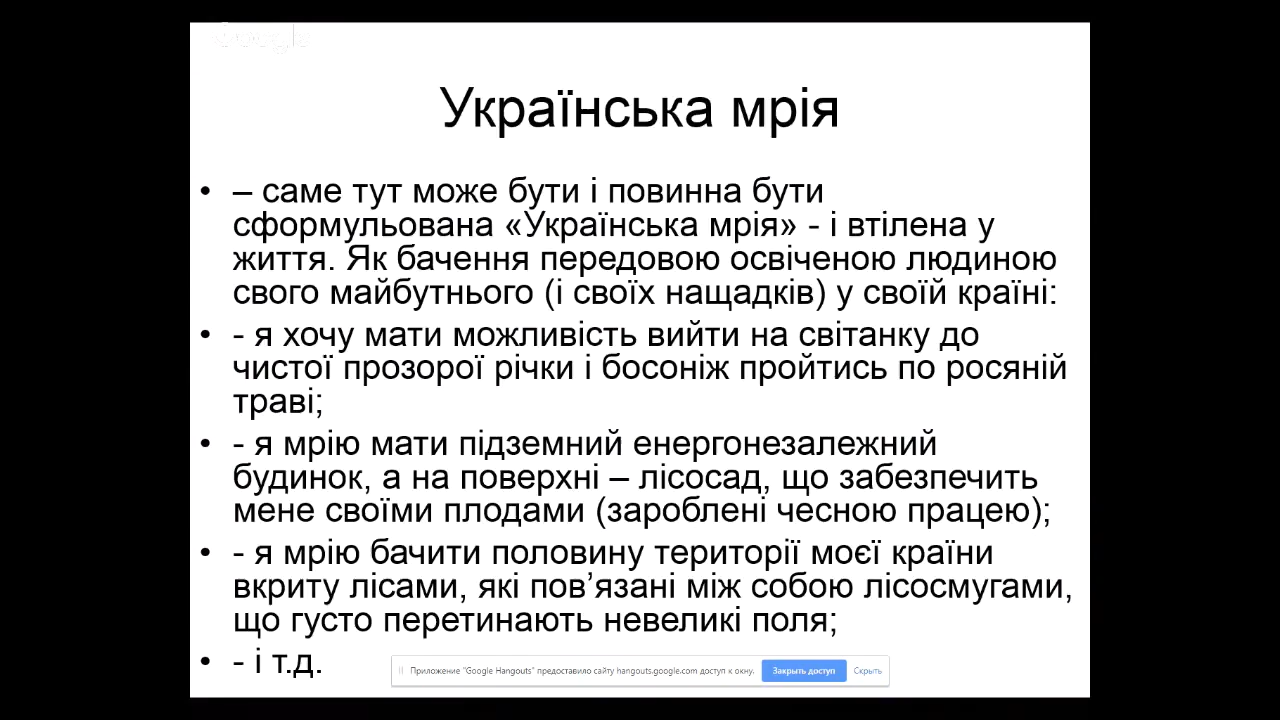 Українська мрія
• – саме тут може бути і повинна бути
сформульована «Українська мрія» - і втілена у
життя. Як бачення передовою освіченою людиною
свого майбутнього (і своїх нащадків) у своїй країні:
• - я хочу мати можливість вийти на світанку до
чистої прозорої річки і босоніж пройтись по росяній
траві;
• - я мрію мати підземний енергонезалежний
будинок, а на поверхні – лісосад, що забезпечить
мене своїми плодами (зароблені чесною працею);
• - я мрію бачити половину території моєї країни
вкриту лісами, які пов’язані між собою лісосмугами,
що густо перетинають невеликі поля;
• - і т.д.
Приложение "Google Hangouts" предоставило сайту hangouts.google.com доступ к окну. Закрыть доступ Скрыть